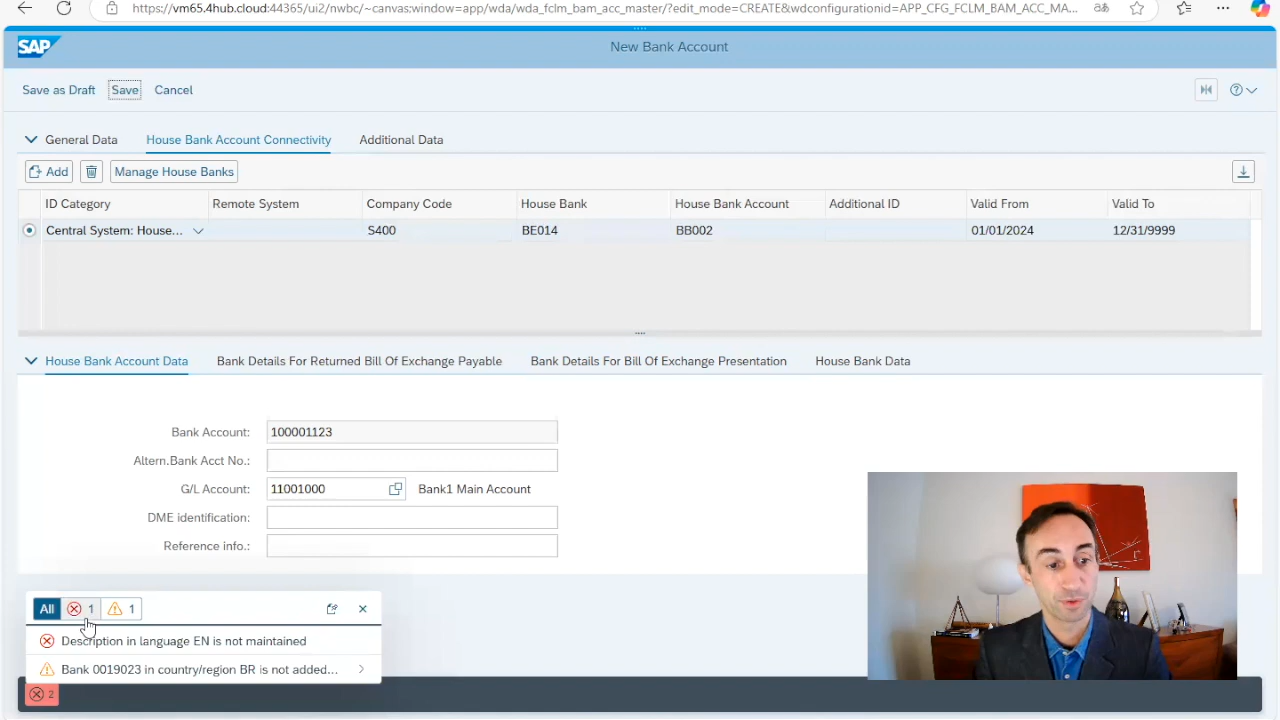 https://vm65.4hub.cloud:44365/ui2/nwbc/~canvas;window=app/wda/wda_fclm_bam_acc_master/?edit_mode=CREATE&wdconfigurationid=APP_CFG_FCLM_BAM_ACC_MA...
SAP
New Bank Account
Save as Draft Save Cancel
General Data House Bank Account Connectivity Additional Data
Add Manage House Banks
ID Category Remote System Company Code House Bank House Bank Account Additional ID Valid From Valid To
Central System: House... S400 BE014 BB002 01/01/2024 12/31/9999
House Bank Account Data Bank Details For Returned Bill Of Exchange Payable Bank Details For Bill Of Exchange Presentation House Bank Data
Bank Account: 100001123
Altern.Bank Acct No.:
G/L Account: 11001000 Bank1 Main Account
DME identification:
Reference info.:
All 1 1
Description in language EN is not maintained
Bank 0019023 in country/region BR is not added...
2